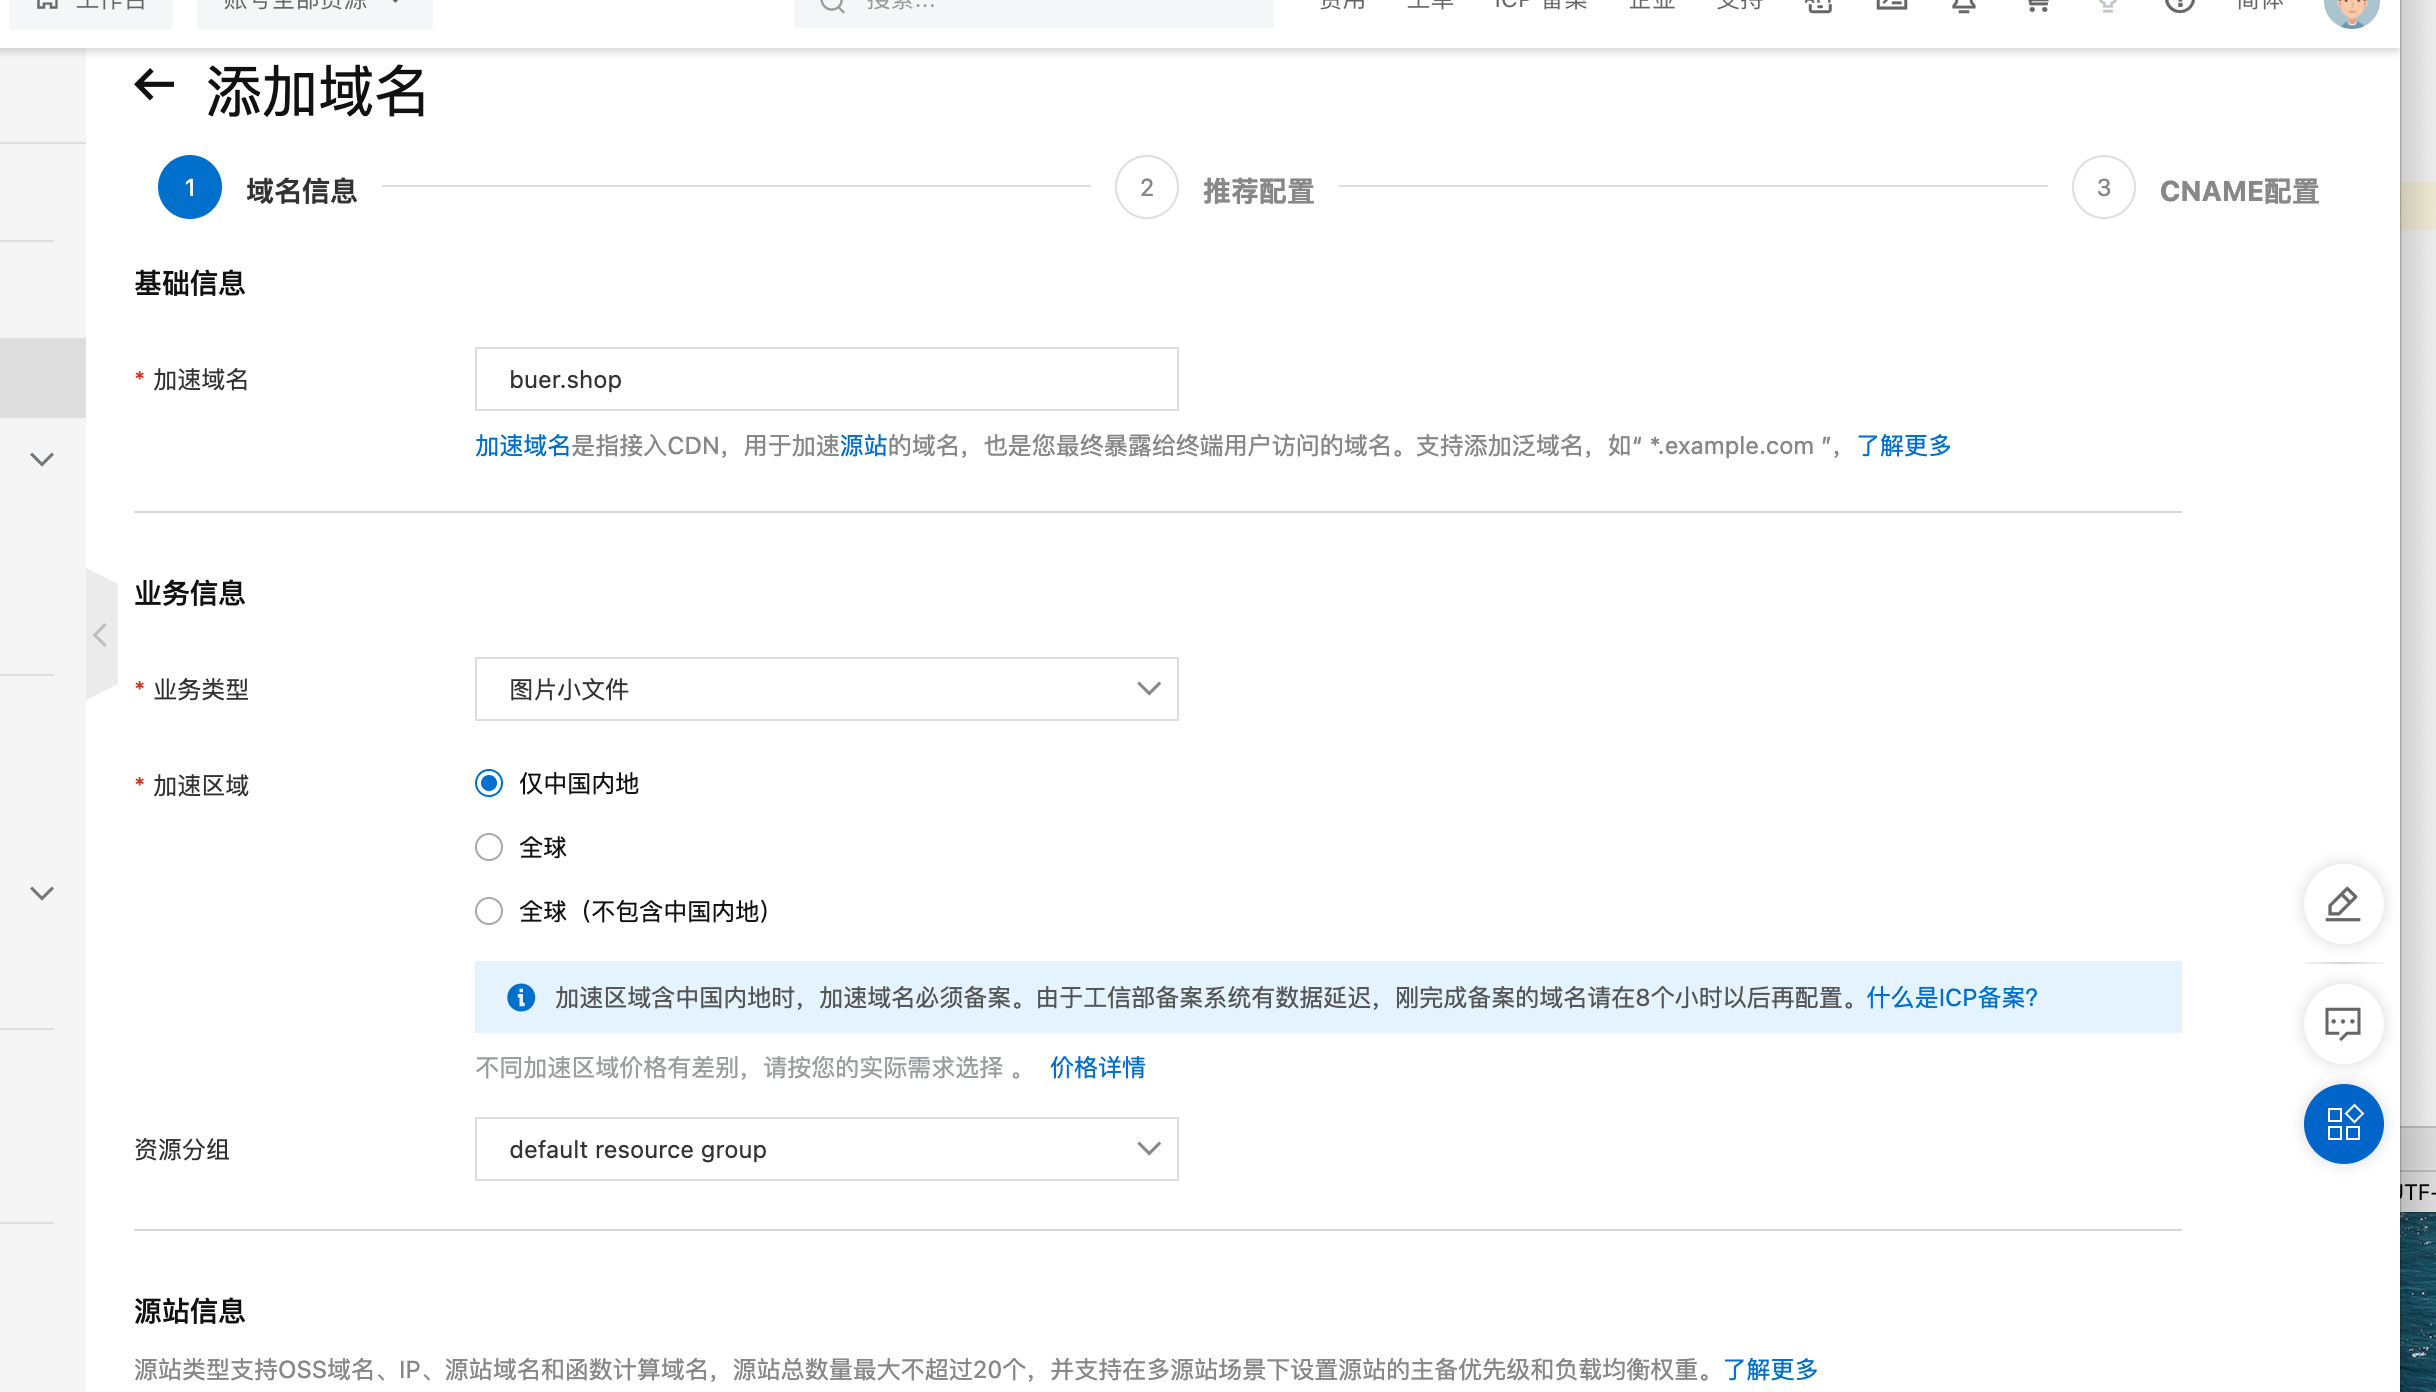 工作台 账号全部资源 搜索... 费用 工单 ICP 备案 企业 支持 简体
添加域名
1 域名信息 2 推荐配置 3 CNAME配置
基础信息
* 加速域名 buer.shop
加速域名是指接入CDN，用于加速源站的域名，也是您最终暴露给终端用户访问的域名。支持添加泛域名，如“ *.example.com ”，了解更多
业务信息
* 业务类型 图片小文件
* 加速区域 仅中国内地
全球
全球（不包含中国内地）
加速区域含中国内地时，加速域名必须备案。由于工信部备案系统有数据延迟，刚完成备案的域名请在8个小时以后再配置。什么是ICP备案?
不同加速区域价格有差别，请按您的实际需求选择 。 价格详情
资源分组 default resource group
UTF-
源站信息
源站类型支持OSS域名、IP、源站域名和函数计算域名，源站总数量最大不超过20个，并支持在多源站场景下设置源站的主备优先级和负载均衡权重。了解更多